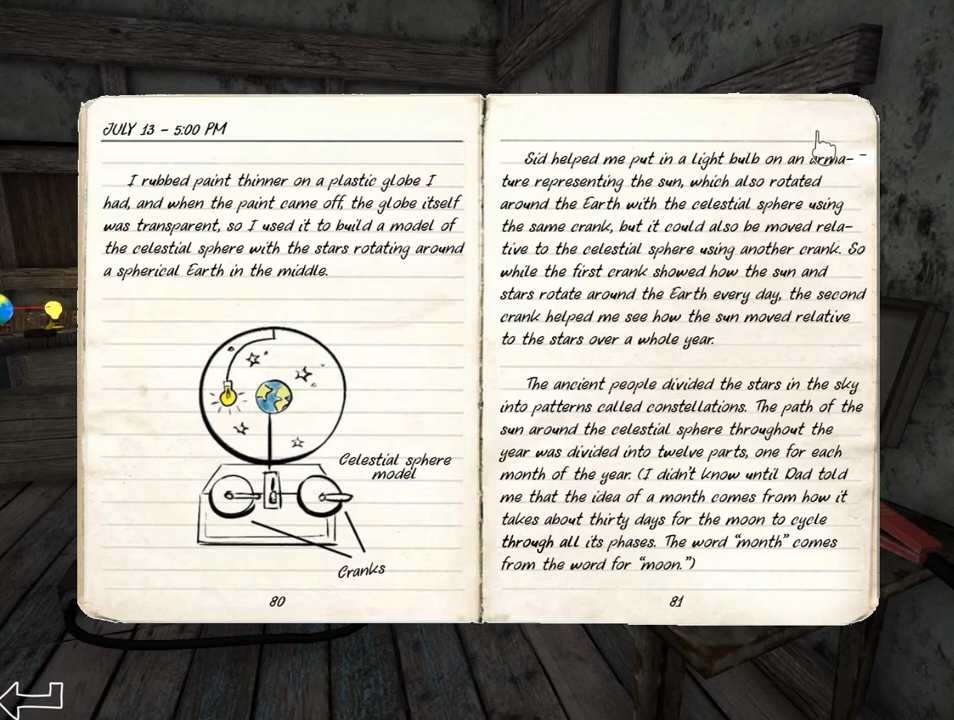 JULY 13 - 5:00 PM
I rubbed paint thinner on a plastic globe I
had, and when the paint came off, the globe itself
was transparent, so I used it to build a model of
the celestial sphere with the stars rotating around
a spherical Earth in the middle.
Celestial sphere
model
Cranks
80
Sid helped me put in a light bulb on an arma-
ture representing the sun, which also rotated
around the Earth with the celestial sphere using
the same crank, but it could also be moved rela-
tive to the celestial sphere using another crank. So
while the first crank showed how the sun and
stars rotate around the Earth every day, the second
crank helped me see how the sun moved relative
to the stars over a whole year.
The ancient people divided the stars in the sky
into patterns called constellations. The path of the
sun around the celestial sphere throughout the
year was divided into twelve parts, one for each
month of the year. (I didn't know until Dad told
me that the idea of a month comes from how it
takes about thirty days for the moon to cycle
through all its phases. The word "month" comes
from the word for "moon.")
81